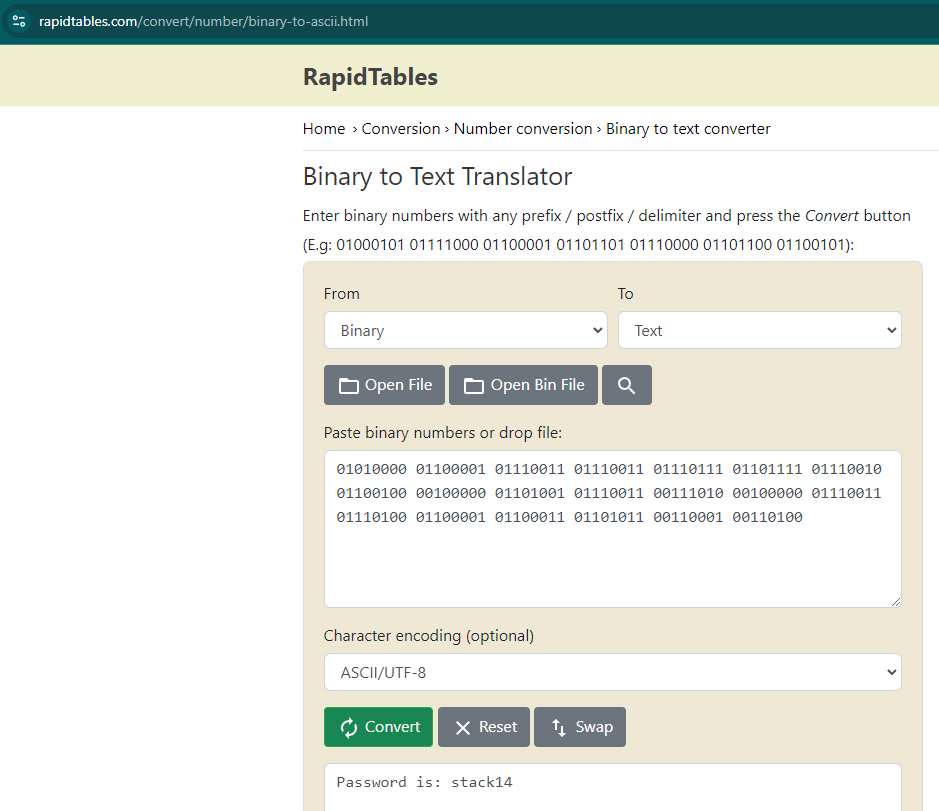 rapidtables.com/convert/number/binary-to-ascii.html
RapidTables
Home › Conversion › Number conversion › Binary to text converter
Binary to Text Translator
Enter binary numbers with any prefix / postfix / delimiter and press the Convert button
(E.g: 01000101 01111000 01100001 01101101 01110000 01101100 01100101):
From To
Binary Text
Open File Open Bin File
Paste binary numbers or drop file:
01010000 01100001 01110011 01110011 01110111 01101111 01110010
01100100 00100000 01101001 01110011 00111010 00100000 01110011
01110100 01100001 01100011 01101011 00110001 00110100
Character encoding (optional)
ASCII/UTF-8
Convert Reset Swap
Password is: stack14